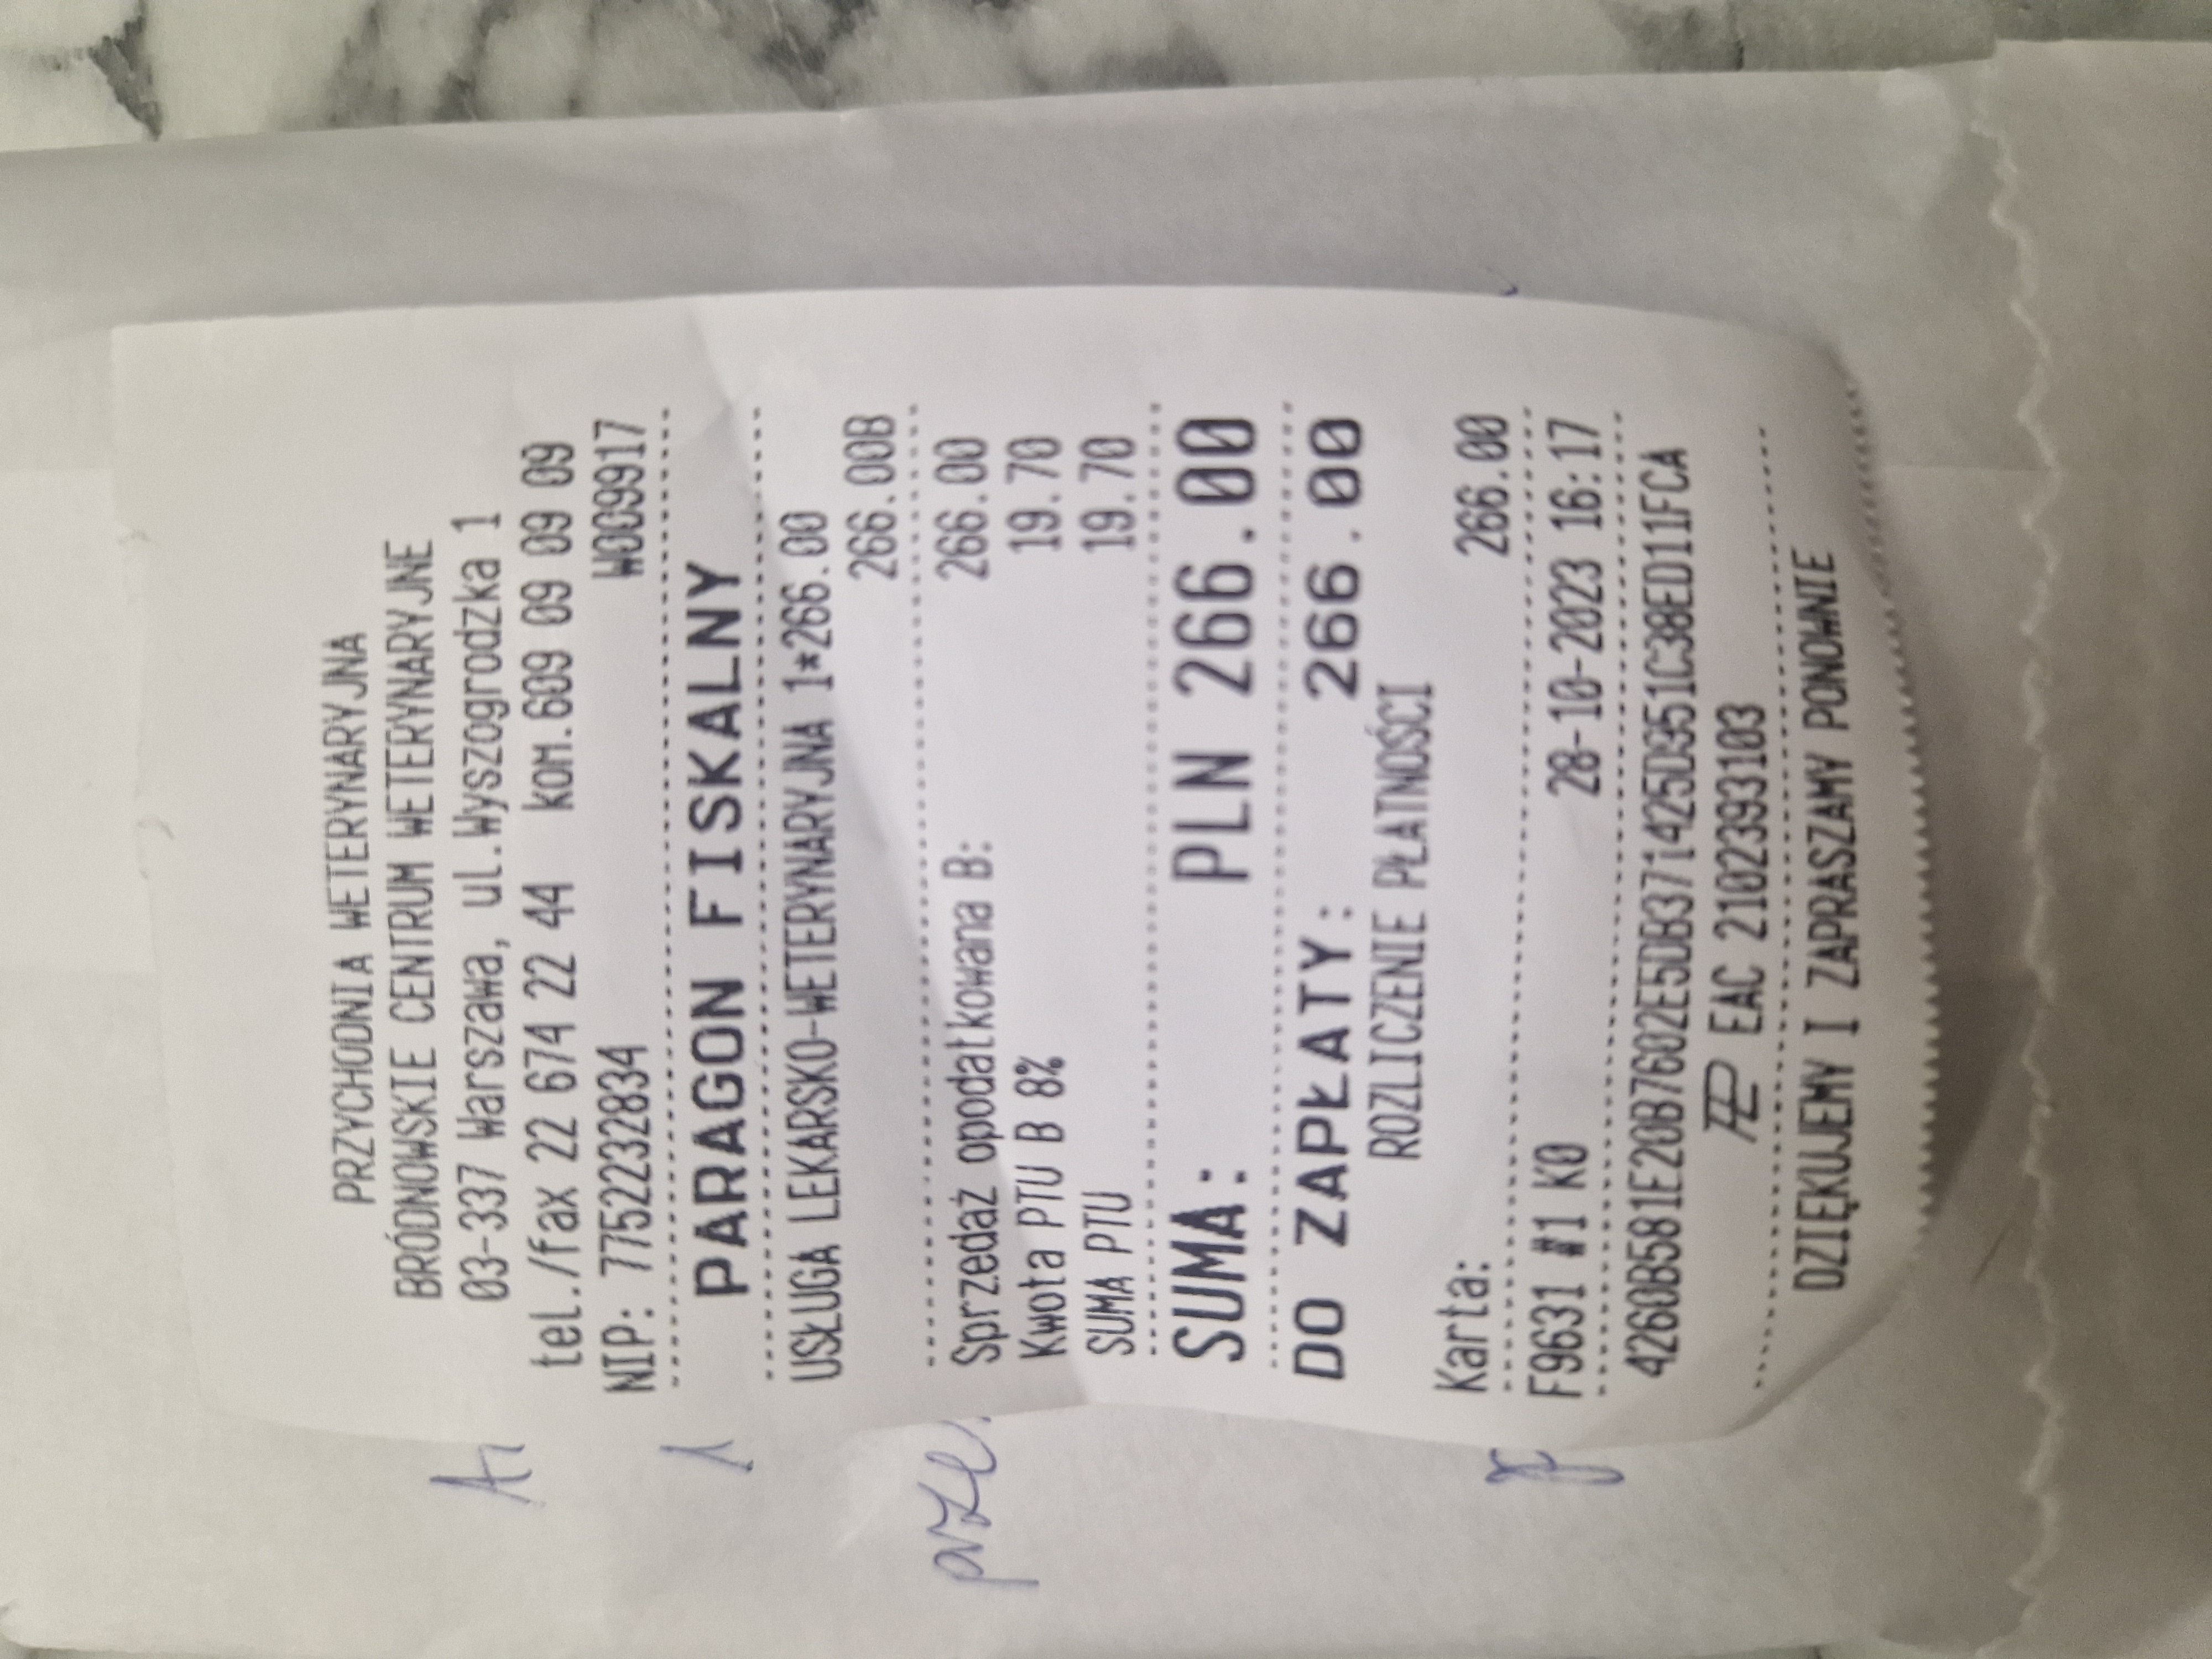 PRZYCHODNIA WETERYNARYJNA
BRÓDNOWSKIE CENTRUM WETERYNARYJNE
03-337 Warszawa, ul.Wyszogrodzka 1
tel./fax 22 674 22 44 kom.609 09 09 09
NIP: 7752232834 W009917
PARAGON FISKALNY
USŁUGA LEKARSKO-WETERYNARYJNA 1*266.00
266.00B
Sprzedaż opodatkowana B: 266.00
Kwota PTU B 8% 19.70
SUMA PTU 19.70
SUMA: PLN 266.00
DO ZAPŁATY: 266.00
ROZLICZENIE PŁATNOŚCI
Karta: 266.00
F9631 #1 K0 28-10-2023 16:17
EAC 2102393103
DZIĘKUJEMY I ZAPRASZAMY PONOWNIE